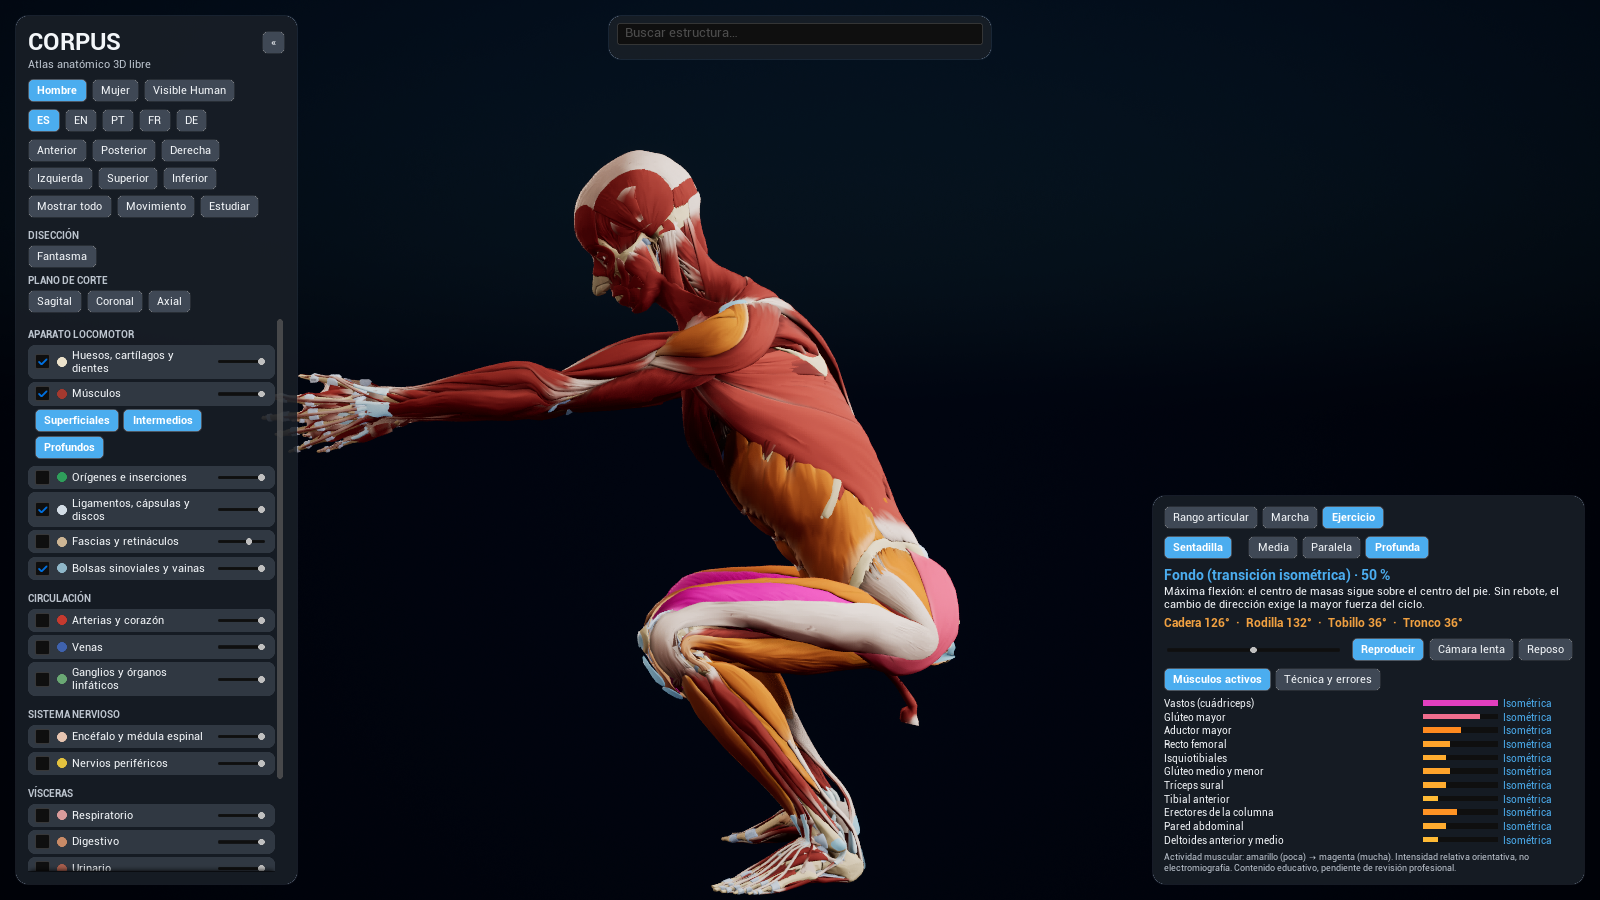 CORPUS
«
Atlas anatómico 3D libre
Hombre Mujer Visible Human
ES EN PT FR DE
Anterior Posterior Derecha
Izquierda Superior Inferior
Mostrar todo Movimiento Estudiar
DISECCIÓN
Fantasma
PLANO DE CORTE
Sagital Coronal Axial
APARATO LOCOMOTOR
Huesos, cartílagos y
dientes
Músculos
Superficiales Intermedios
Profundos
Orígenes e inserciones
Ligamentos, cápsulas y
discos
Fascias y retináculos
Bolsas sinoviales y vainas
CIRCULACIÓN
Arterias y corazón
Venas
Ganglios y órganos
linfáticos
SISTEMA NERVIOSO
Encéfalo y médula espinal
Nervios periféricos
VÍSCERAS
Respiratorio
Digestivo
Urinario
Buscar estructura...
Rango articular Marcha Ejercicio
Sentadilla Media Paralela Profunda
Fondo (transición isométrica) · 50 %
Máxima flexión: el centro de masas sigue sobre el centro del pie. Sin rebote, el
cambio de dirección exige la mayor fuerza del ciclo.
Cadera 126° · Rodilla 132° · Tobillo 36° · Tronco 36°
Reproducir Cámara lenta Reposo
Músculos activos Técnica y errores
Vastos (cuádriceps) Isométrica
Glúteo mayor Isométrica
Aductor mayor Isométrica
Recto femoral Isométrica
Isquiotibiales Isométrica
Glúteo medio y menor Isométrica
Tríceps sural Isométrica
Tibial anterior Isométrica
Erectores de la columna Isométrica
Pared abdominal Isométrica
Deltoides anterior y medio Isométrica
Actividad muscular: amarillo (poca) → magenta (mucha). Intensidad relativa orientativa, no
electromiografía. Contenido educativo, pendiente de revisión profesional.